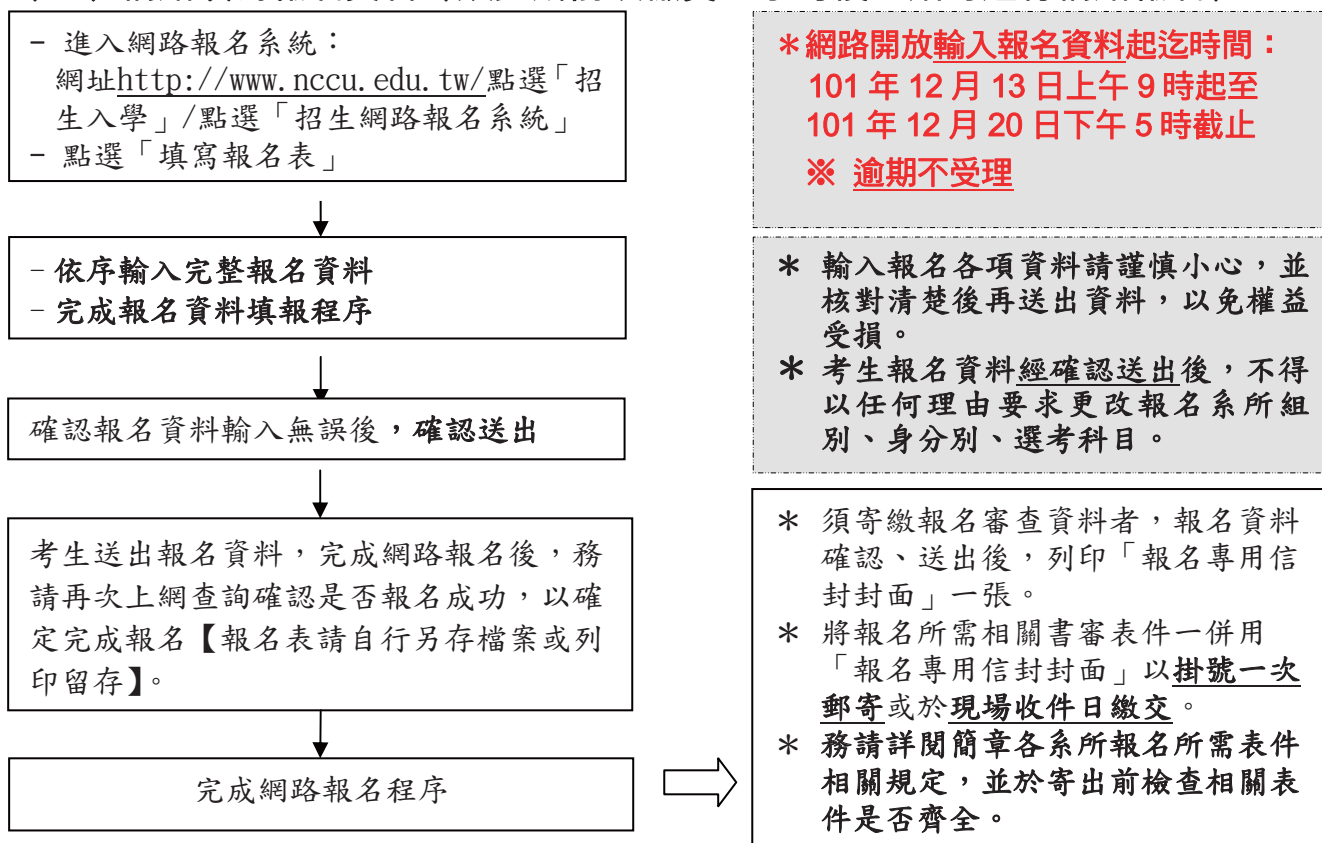 - 進入網路報名系統：
網址http://www.nccu.edu.tw/點選「招
生入學」/點選「招生網路報名系統」
- 點選「填寫報名表」
- 依序輸入完整報名資料
- 完成報名資料填報程序
確認報名資料輸入無誤後，確認送出
考生送出報名資料，完成網路報名後，務
請再次上網查詢確認是否報名成功，以確
定完成報名【報名表請自行另存檔案或列
印留存】。
完成網路報名程序
＊網路開放輸入報名資料起迄時間：
101 年 12 月 13 日上午 9 時起至
101 年 12 月 20 日下午 5 時截止
※ 逾期不受理
＊ 輸入報名各項資料請謹慎小心，並
核對清楚後再送出資料，以免權益
受損。
＊ 考生報名資料經確認送出後，不得
以任何理由要求更改報名系所組
別、身分別、選考科目。
＊ 須寄繳報名審查資料者，報名資料
確認、送出後，列印「報名專用信
封封面」一張。
＊ 將報名所需相關書審表件一併用
「報名專用信封封面」以掛號一次
郵寄或於現場收件日繳交。
＊ 務請詳閱簡章各系所報名所需表件
相關規定，並於寄出前檢查相關表
件是否齊全。